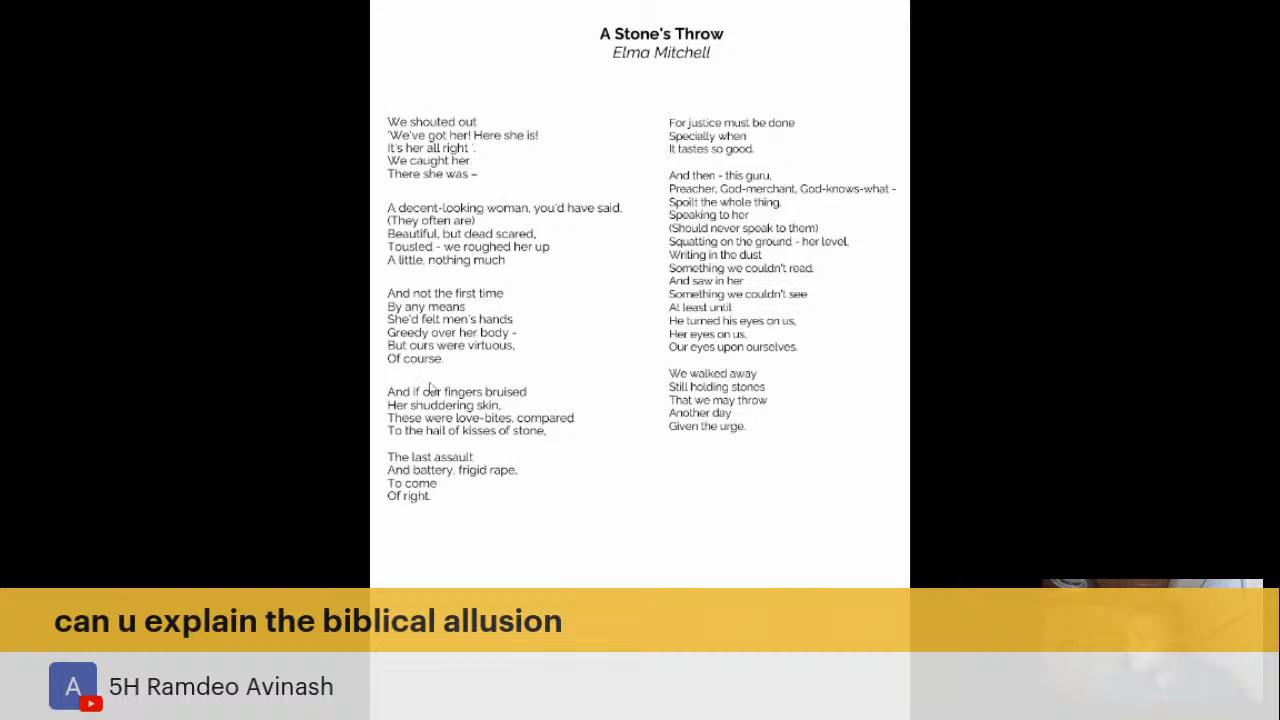 A Stone's Throw
Elma Mitchell
We shouted out
'We've got her! Here she is!
It's her all right '.
We caught her.
There she was –
A decent-looking woman, you'd have said,
(They often are)
Beautiful, but dead scared,
Tousled - we roughed her up
A little, nothing much
And not the first time
By any means
She'd felt men's hands
Greedy over her body -
But ours were virtuous,
Of course.
And if our fingers bruised
Her shuddering skin,
These were love-bites, compared
To the hail of kisses of stone,
The last assault
And battery, frigid rape,
To come
Of right.
For justice must be done
Specially when
It tastes so good.
And then - this guru,
Preacher, God-merchant, God-knows-what -
Spoilt the whole thing,
Speaking to her
(Should never speak to them)
Squatting on the ground - her level,
Writing in the dust
Something we couldn't read.
And saw in her
Something we couldn't see
At least until
He turned his eyes on us,
Her eyes on us,
Our eyes upon ourselves.
We walked away
Still holding stones
That we may throw
Another day
Given the urge.
can u explain the biblical allusion
A
5H Ramdeo Avinash